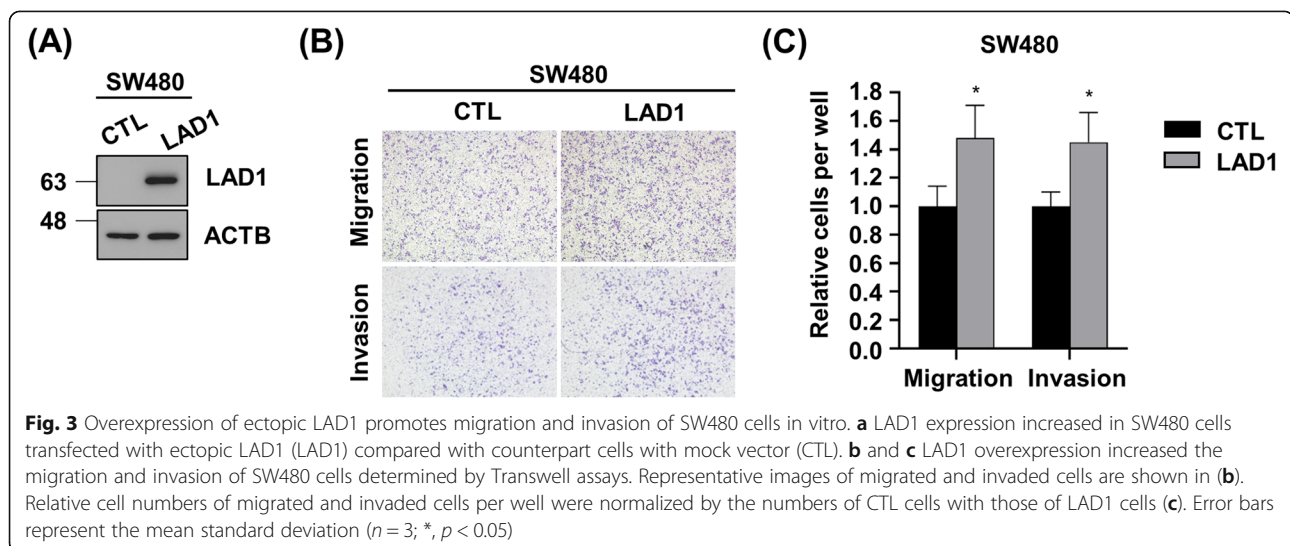 (A)
SW480
CTL LAD1
63 LAD1
48 ACTB
(B)
SW480
CTL LAD1
Migration
Invasion
(C)
SW480
Relative cells per well
1.8
1.6
1.4
1.2
1.0
0.8
0.6
0.4
0.2
0.0
* *
Migration Invasion
CTL
LAD1
Fig. 3 Overexpression of ectopic LAD1 promotes migration and invasion of SW480 cells in vitro. a LAD1 expression increased in SW480 cells
transfected with ectopic LAD1 (LAD1) compared with counterpart cells with mock vector (CTL). b and c LAD1 overexpression increased the
migration and invasion of SW480 cells determined by Transwell assays. Representative images of migrated and invaded cells are shown in (b).
Relative cell numbers of migrated and invaded cells per well were normalized by the numbers of CTL cells with those of LAD1 cells (c). Error bars
represent the mean standard deviation (n = 3; *, p < 0.05)